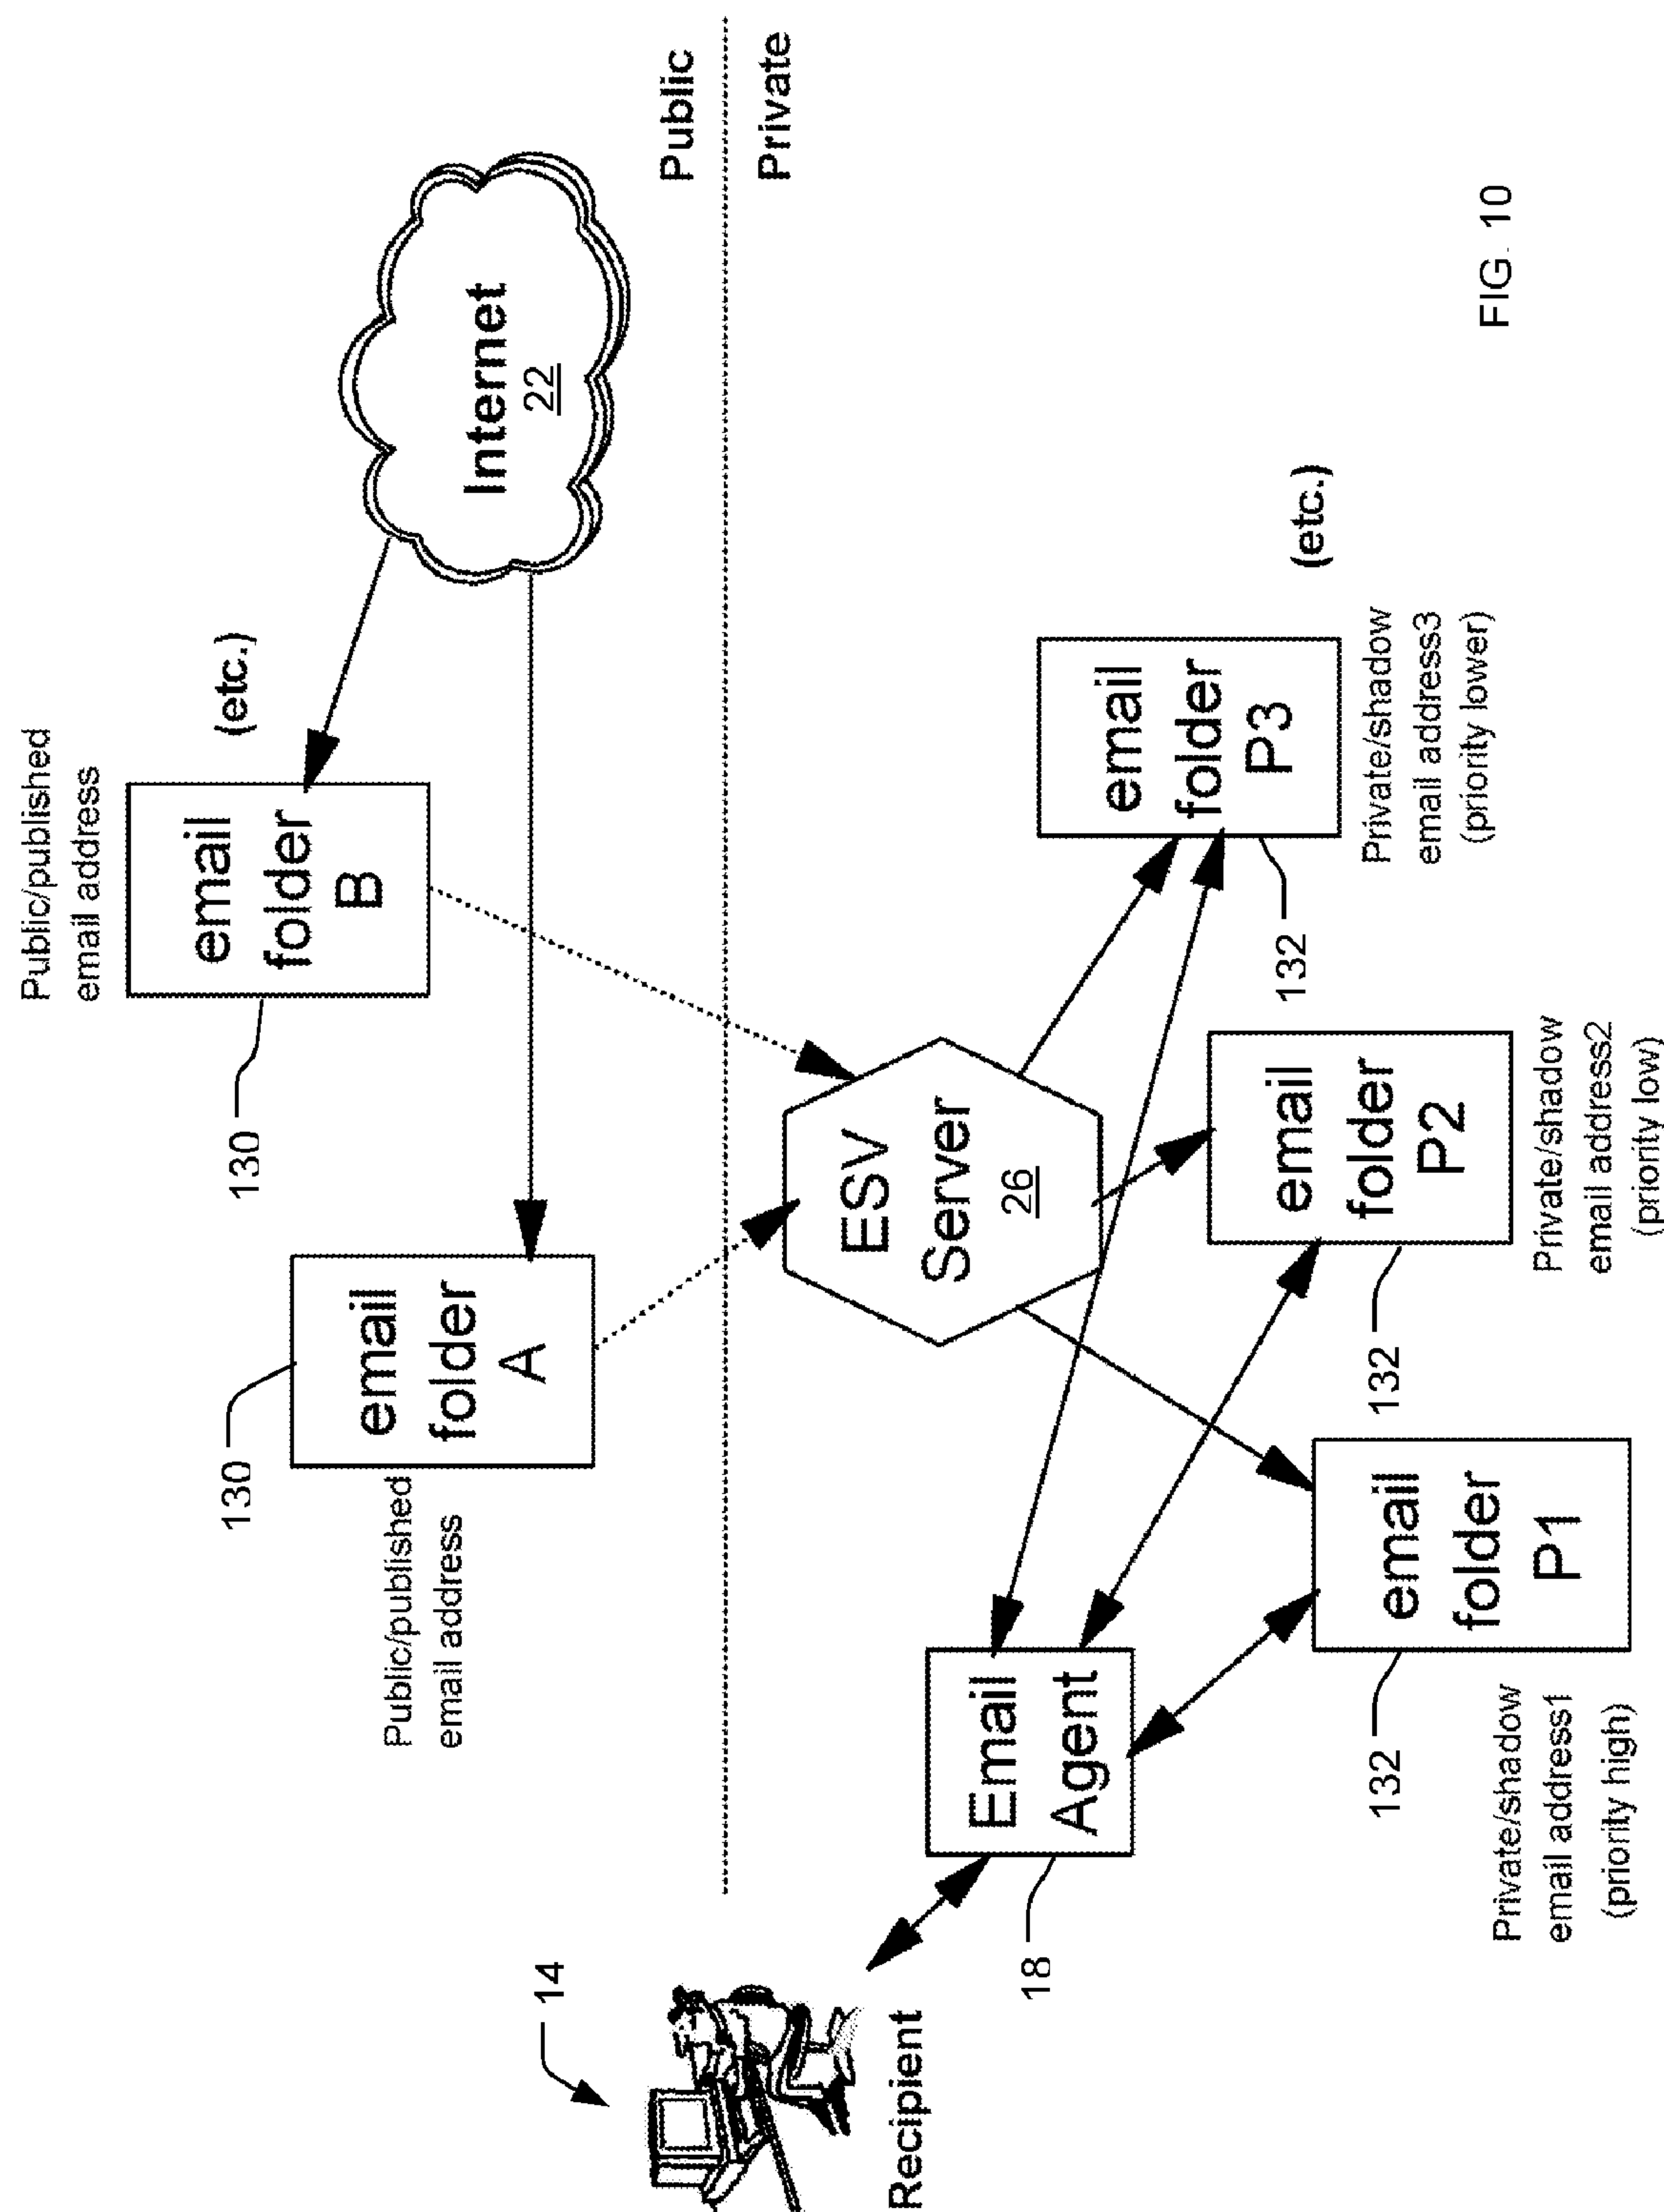 Public/published
email address
130
email
folder
B
(etc.)
Public/published
email address
130
email
folder
A
Internet
22
Public
Private
14
Recipient
ESV
Server
26
Email
Agent
18
email
folder
P3
132
(etc.)
Private/shadow
email address3
(priority lower)
email
folder
P2
132
Private/shadow
email address2
(priority low)
email
folder
P1
132
Private/shadow
email address1
(priority high)
FIG. 10